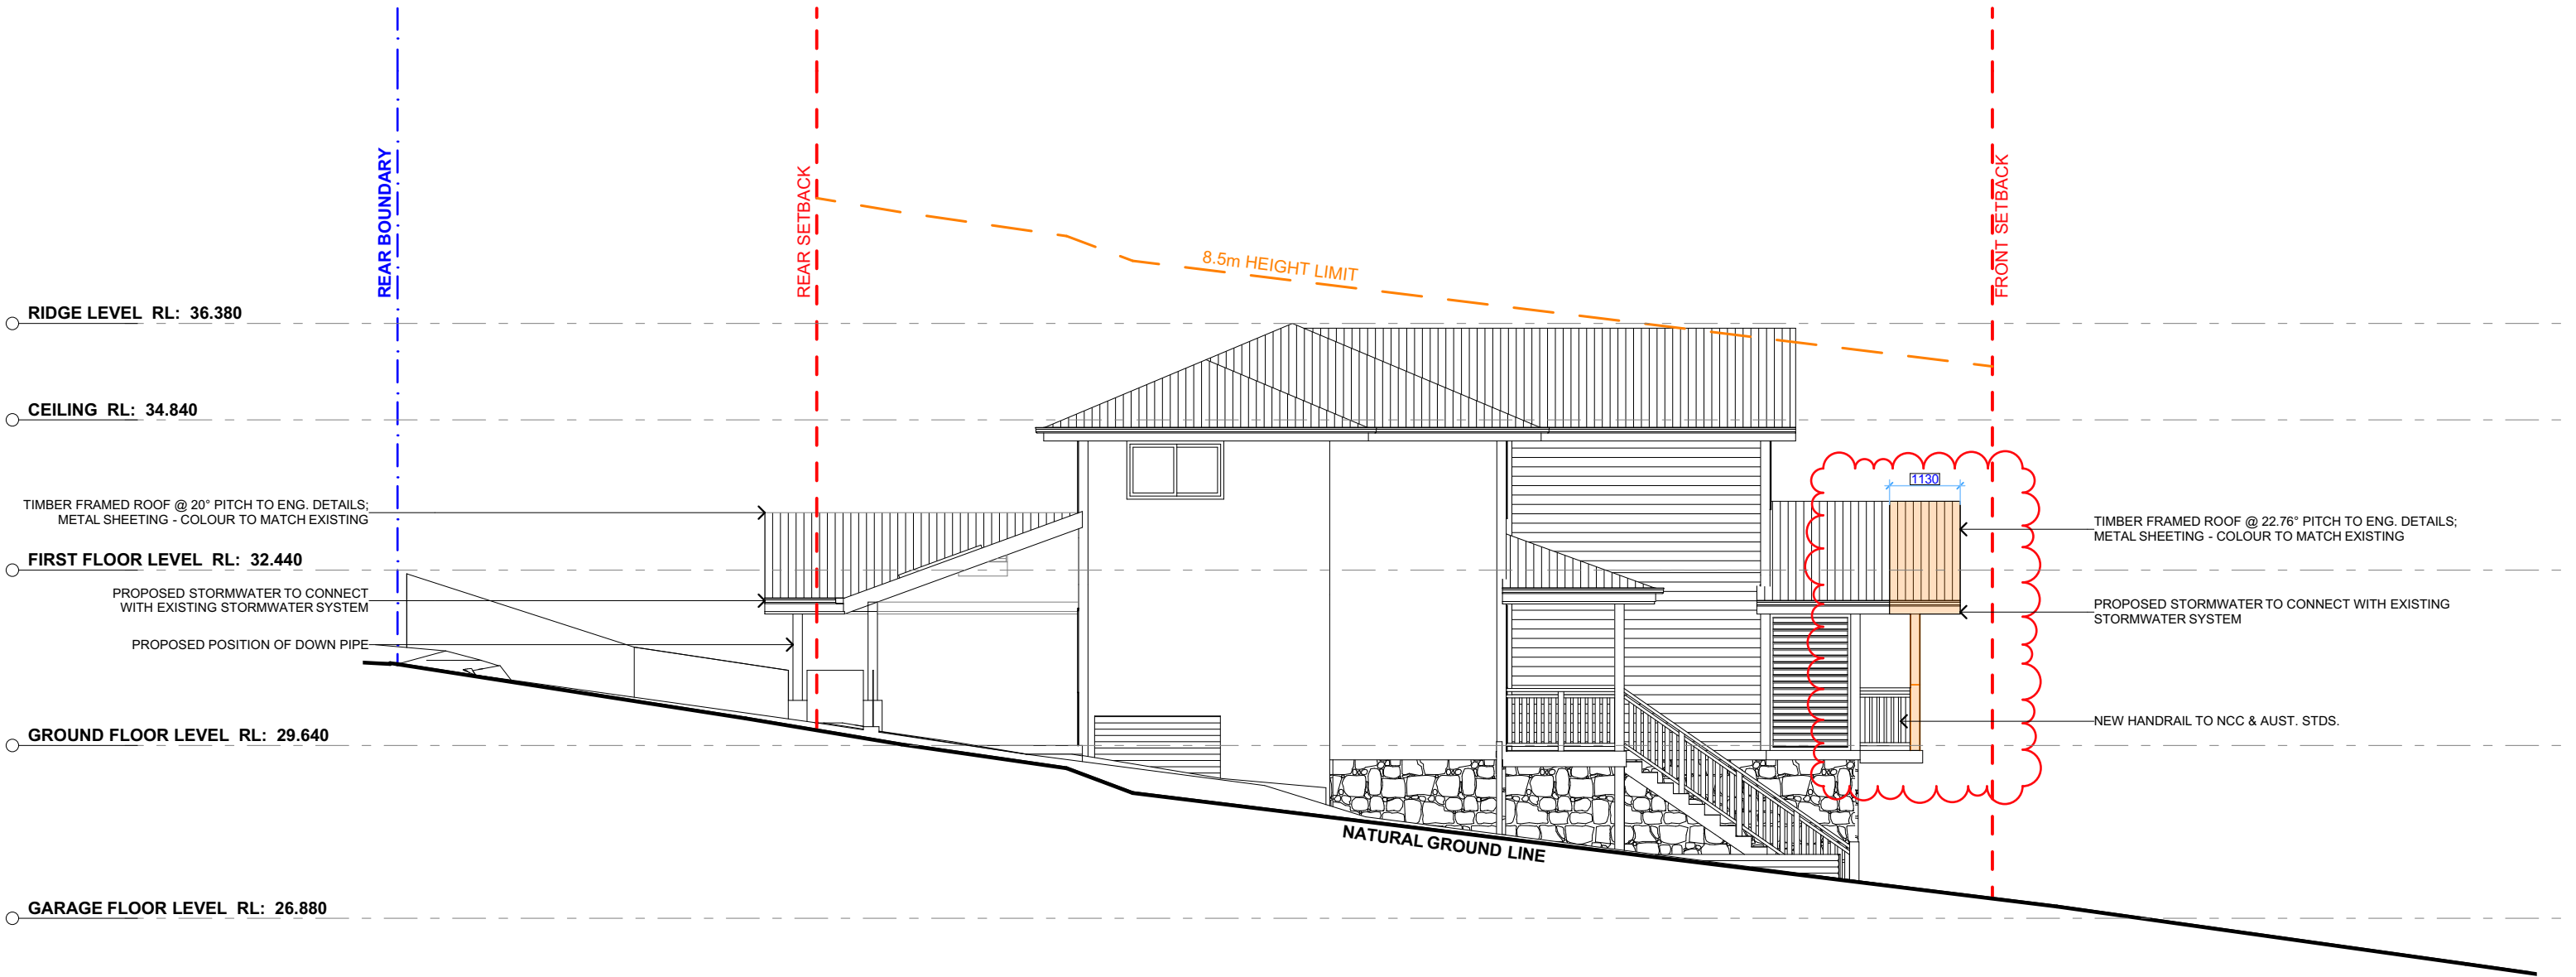 REAR BOUNDARY
REAR SETBACK
FRONT SETBACK
8.5m HEIGHT LIMIT
RIDGE LEVEL RL: 36.380
CEILING RL: 34.840
1130
TIMBER FRAMED ROOF @ 20° PITCH TO ENG. DETAILS;
METAL SHEETING - COLOUR TO MATCH EXISTING
TIMBER FRAMED ROOF @ 22.76° PITCH TO ENG. DETAILS;
METAL SHEETING - COLOUR TO MATCH EXISTING
FIRST FLOOR LEVEL RL: 32.440
PROPOSED STORMWATER TO CONNECT
WITH EXISTING STORMWATER SYSTEM
PROPOSED STORMWATER TO CONNECT WITH EXISTING
STORMWATER SYSTEM
PROPOSED POSITION OF DOWN PIPE
NEW HANDRAIL TO NCC & AUST. STDS.
GROUND FLOOR LEVEL RL: 29.640
NATURAL GROUND LINE
GARAGE FLOOR LEVEL RL: 26.880